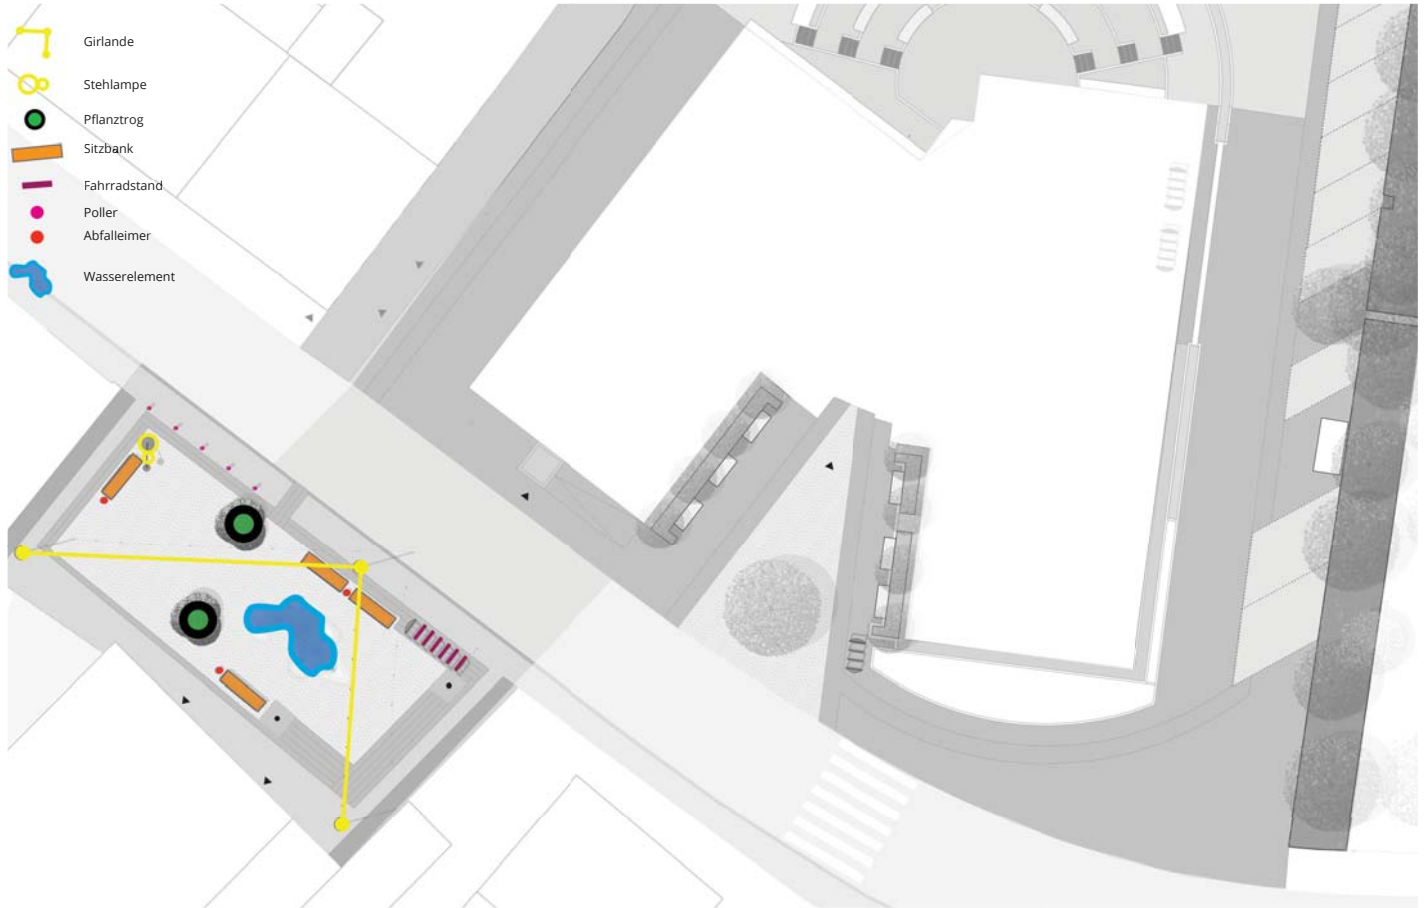 Girlande
Stehlampe
Pflanztrog
Sitzbank
Fahrradstand
Poller
Abfalleimer
Wasserelement